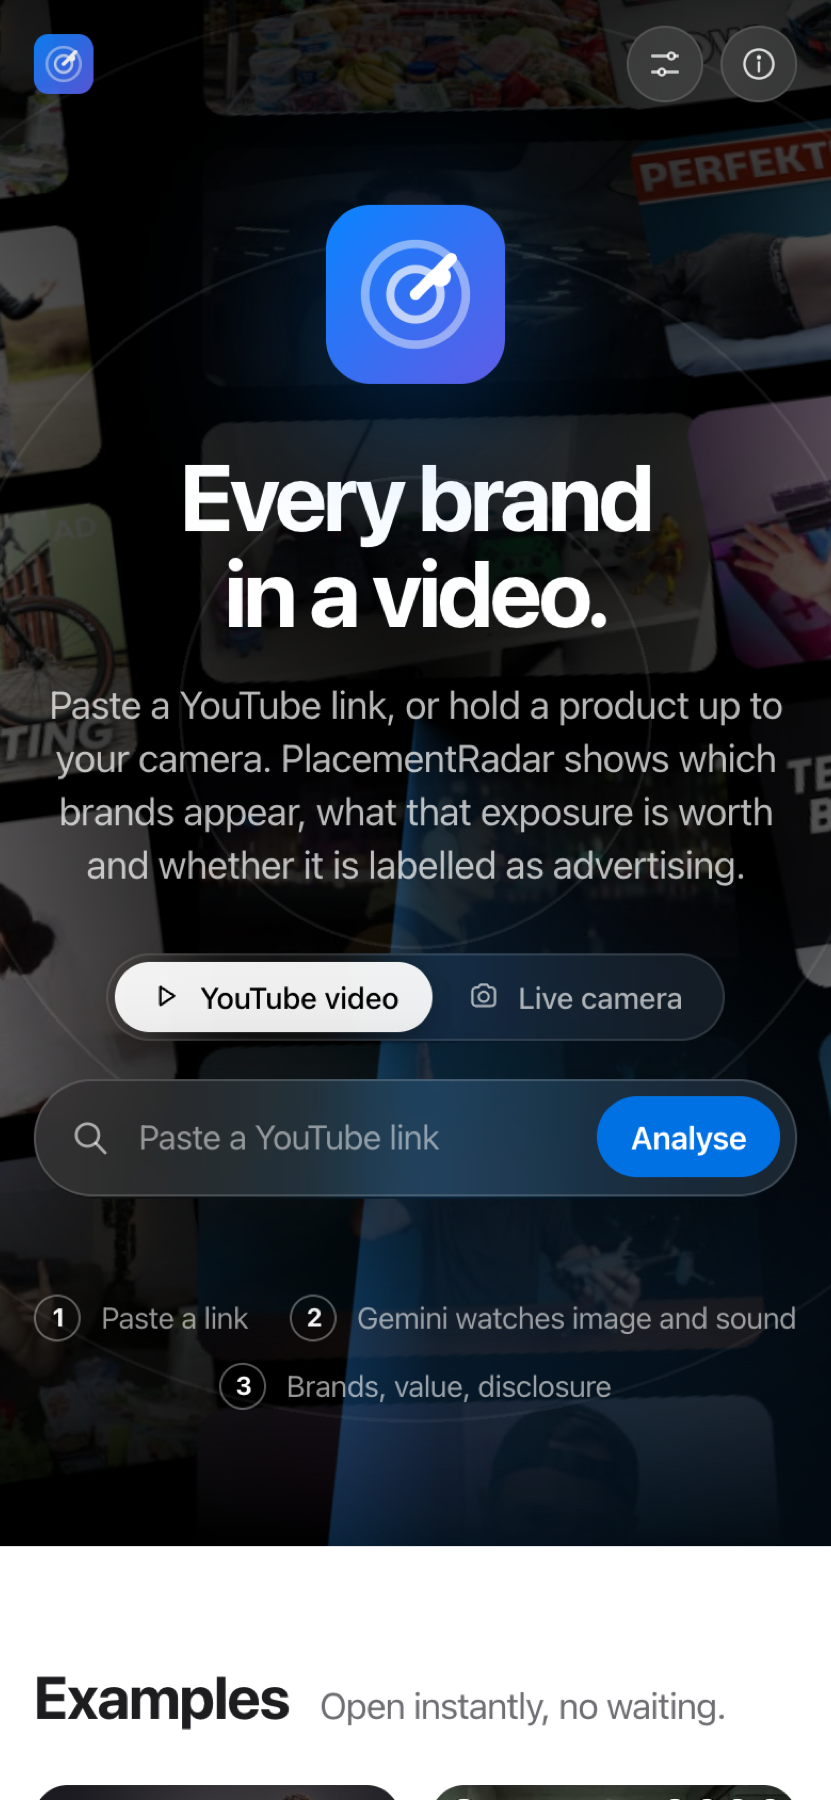 PERFEKT
AD
Every brand
in a video.
Paste a YouTube link, or hold a product up to
your camera. PlacementRadar shows which
brands appear, what that exposure is worth
and whether it is labelled as advertising.
TING
YouTube video
Live camera
Paste a YouTube link
Analyse
1 Paste a link
2 Gemini watches image and sound
3 Brands, value, disclosure
Examples
Open instantly, no waiting.